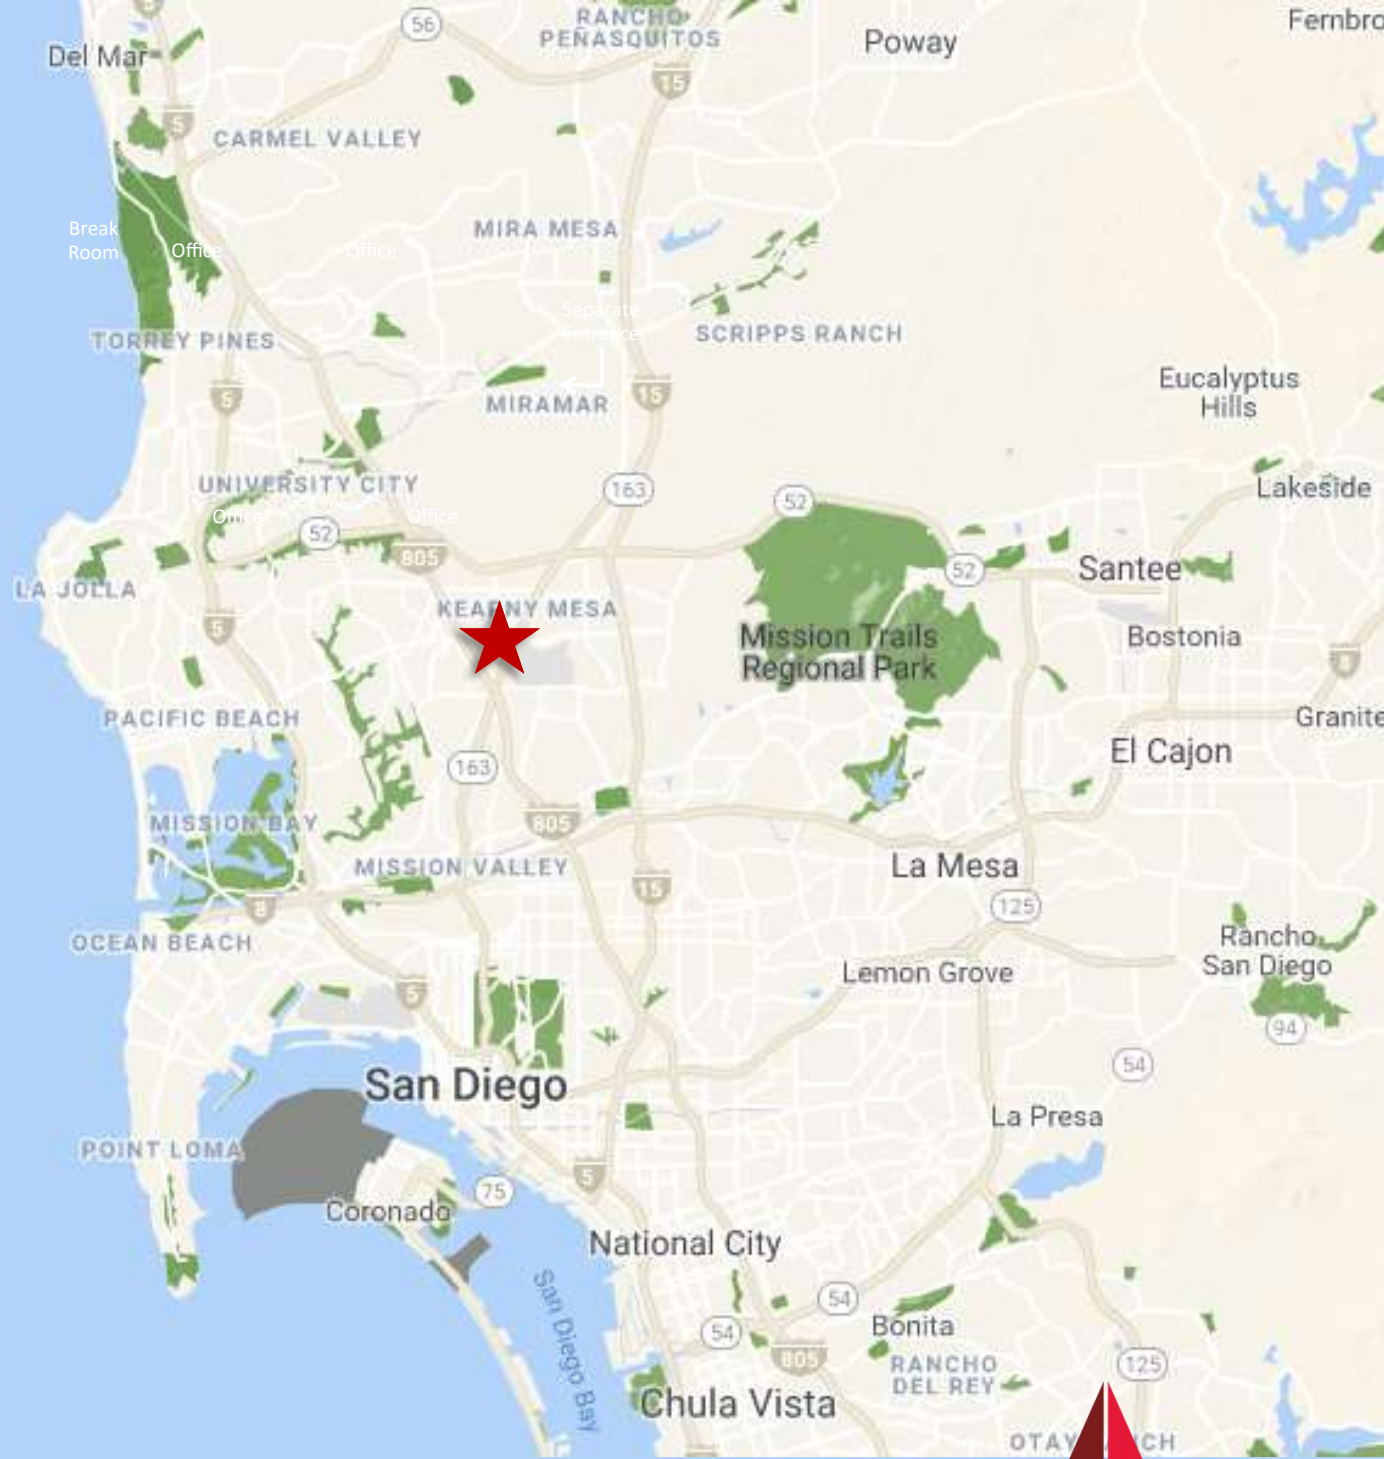 5
56
RANCHO
PEÑASQUITOS
Poway
Fernbro
Del Mar
15
5
CARMEL VALLEY
MIRA MESA
Break
Room
Office
Office
Separate
Entrance
TORREY PINES
SCRIPPS RANCH
Eucalyptus
Hills
5
15
MIRAMAR
UNIVERSITY CITY
163
52
Lakeside
Office
Office
52
805
52
Santee
LA JOLLA
KEARNY MESA
5
Mission Trails
Regional Park
Bostonia
8
PACIFIC BEACH
Granite
El Cajon
163
MISSION BAY
805
MISSION VALLEY
La Mesa
15
8
125
OCEAN BEACH
Rancho
San Diego
Lemon Grove
5
94
54
San Diego
La Presa
POINT LOMA
5
75
Coronado
National City
San Diego Bay
54
54
Bonita
805
125
RANCHO
DEL REY
Chula Vista
OTAY
CH